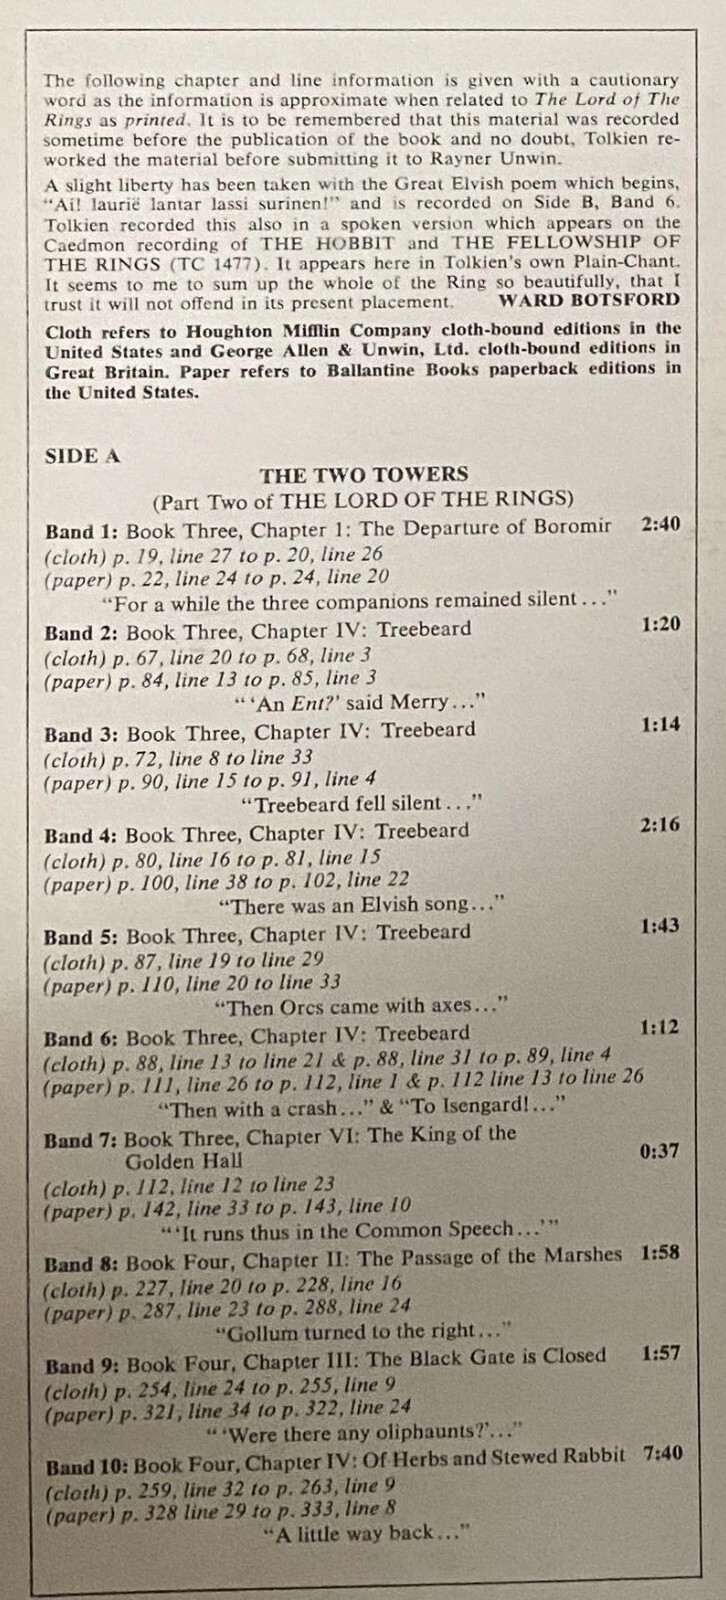 The following chapter and line information is given with a cautionary
word as the information is approximate when related to The Lord of The
Rings as printed. It is to be remembered that this material was recorded
sometime before the publication of the book and no doubt, Tolkien re-
worked the material before submitting it to Rayner Unwin.
A slight liberty has been taken with the Great Elvish poem which begins,
"Ai! laurië lantar lassi surinen!" and is recorded on Side B, Band 6.
Tolkien recorded this also in a spoken version which appears on the
Caedmon recording of THE HOBBIT and THE FELLOWSHIP OF
THE RINGS (TC 1477). It appears here in Tolkien's own Plain-Chant.
It seems to me to sum up the whole of the Ring so beautifully, that I
trust it will not offend in its present placement. WARD BOTSFORD
Cloth refers to Houghton Mifflin Company cloth-bound editions in the
United States and George Allen & Unwin, Ltd. cloth-bound editions in
Great Britain. Paper refers to Ballantine Books paperback editions in
the United States.
SIDE A
THE TWO TOWERS
(Part Two of THE LORD OF THE RINGS)
Band 1: Book Three, Chapter 1: The Departure of Boromir 2:40
(cloth) p. 19, line 27 to p. 20, line 26
(paper) p. 22, line 24 to p. 24, line 20
"For a while the three companions remained silent..."
Band 2: Book Three, Chapter IV: Treebeard 1:20
(cloth) p. 67, line 20 to p. 68, line 3
(paper) p. 84, line 13 to p. 85, line 3
" 'An Ent?' said Merry..."
Band 3: Book Three, Chapter IV: Treebeard 1:14
(cloth) p. 72, line 8 to line 33
(paper) p. 90, line 15 to p. 91, line 4
"Treebeard fell silent..."
Band 4: Book Three, Chapter IV: Treebeard 2:16
(cloth) p. 80, line 16 to p. 81, line 15
(paper) p. 100, line 38 to p. 102, line 22
"There was an Elvish song..."
Band 5: Book Three, Chapter IV: Treebeard 1:43
(cloth) p. 87, line 19 to line 29
(paper) p. 110, line 20 to line 33
"Then Orcs came with axes..."
Band 6: Book Three, Chapter IV: Treebeard 1:12
(cloth) p. 88, line 13 to line 21 & p. 88, line 31 to p. 89, line 4
(paper) p. 111, line 26 to p. 112, line 1 & p. 112 line 13 to line 26
"Then with a crash..." & "To Isengard!..."
Band 7: Book Three, Chapter VI: The King of the
Golden Hall 0:37
(cloth) p. 112, line 12 to line 23
(paper) p. 142, line 33 to p. 143, line 10
"'It runs thus in the Common Speech...'"
Band 8: Book Four, Chapter II: The Passage of the Marshes 1:58
(cloth) p. 227, line 20 to p. 228, line 16
(paper) p. 287, line 23 to p. 288, line 24
"Gollum turned to the right..."
Band 9: Book Four, Chapter III: The Black Gate is Closed 1:57
(cloth) p. 254, line 24 to p. 255, line 9
(paper) p. 321, line 34 to p. 322, line 24
" 'Were there any oliphaunts?'..."
Band 10: Book Four, Chapter IV: Of Herbs and Stewed Rabbit 7:40
(cloth) p. 259, line 32 to p. 263, line 9
(paper) p. 328 line 29 to p. 333, line 8
"A little way back..."